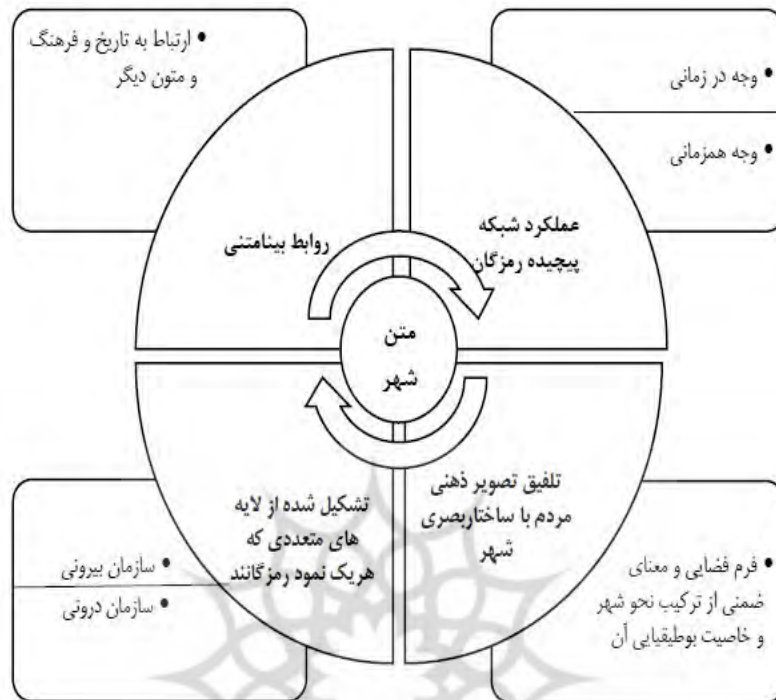 • وجه در زمانی
• وجه همزمانی
• ارتباط به تاریخ و فرهنگ
و متون دیگر
عملکرد شبکه
پیچیده رمزگان
روابط بینامتنی
متن
شهر
تلفیق تصویر ذهنی
مردم با ساختاربصری
شهر
تشکیل شده از لایه
های متعددی که
هریک نمود رمزگانند
• فرم فضایی و معنای
ضمنی از ترکیب نحو شهر
و خاصیت بوطیقیایی آن
• سازمان بیرونی
• سازمان درونی